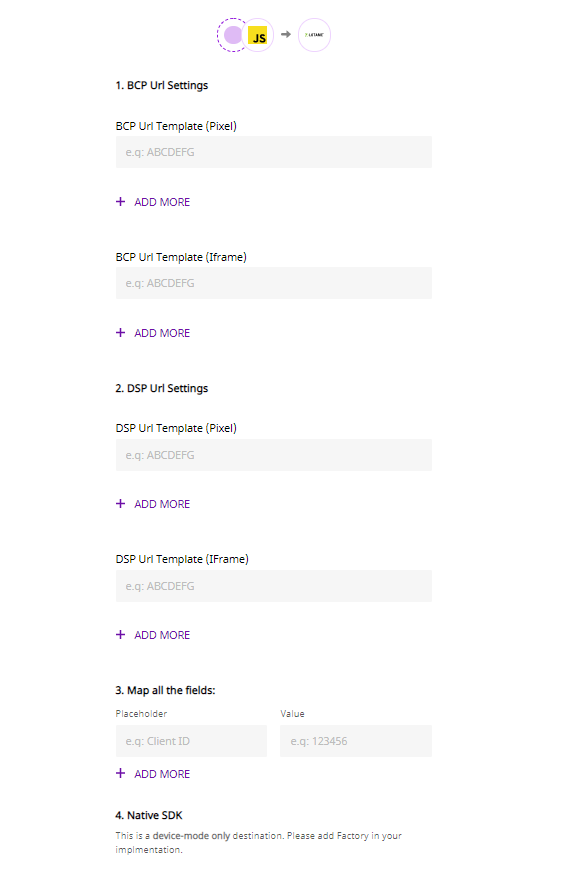 JS
LOTAME
1. BCP Url Settings
BCP Url Template (Pixel)
e.q: ABCDEFG
+ ADD MORE
BCP Url Template (Iframe)
e.q: ABCDEFG
+ ADD MORE
2. DSP Url Settings
DSP Url Template (Pixel)
e.q: ABCDEFG
+ ADD MORE
DSP Url Template (IFrame)
e.q: ABCDEFG
+ ADD MORE
3. Map all the fields:
Placeholder Value
e.q: Client ID e.q: 123456
+ ADD MORE
4. Native SDK
This is a device-mode only destination. Please add Factory in your
implmentation.